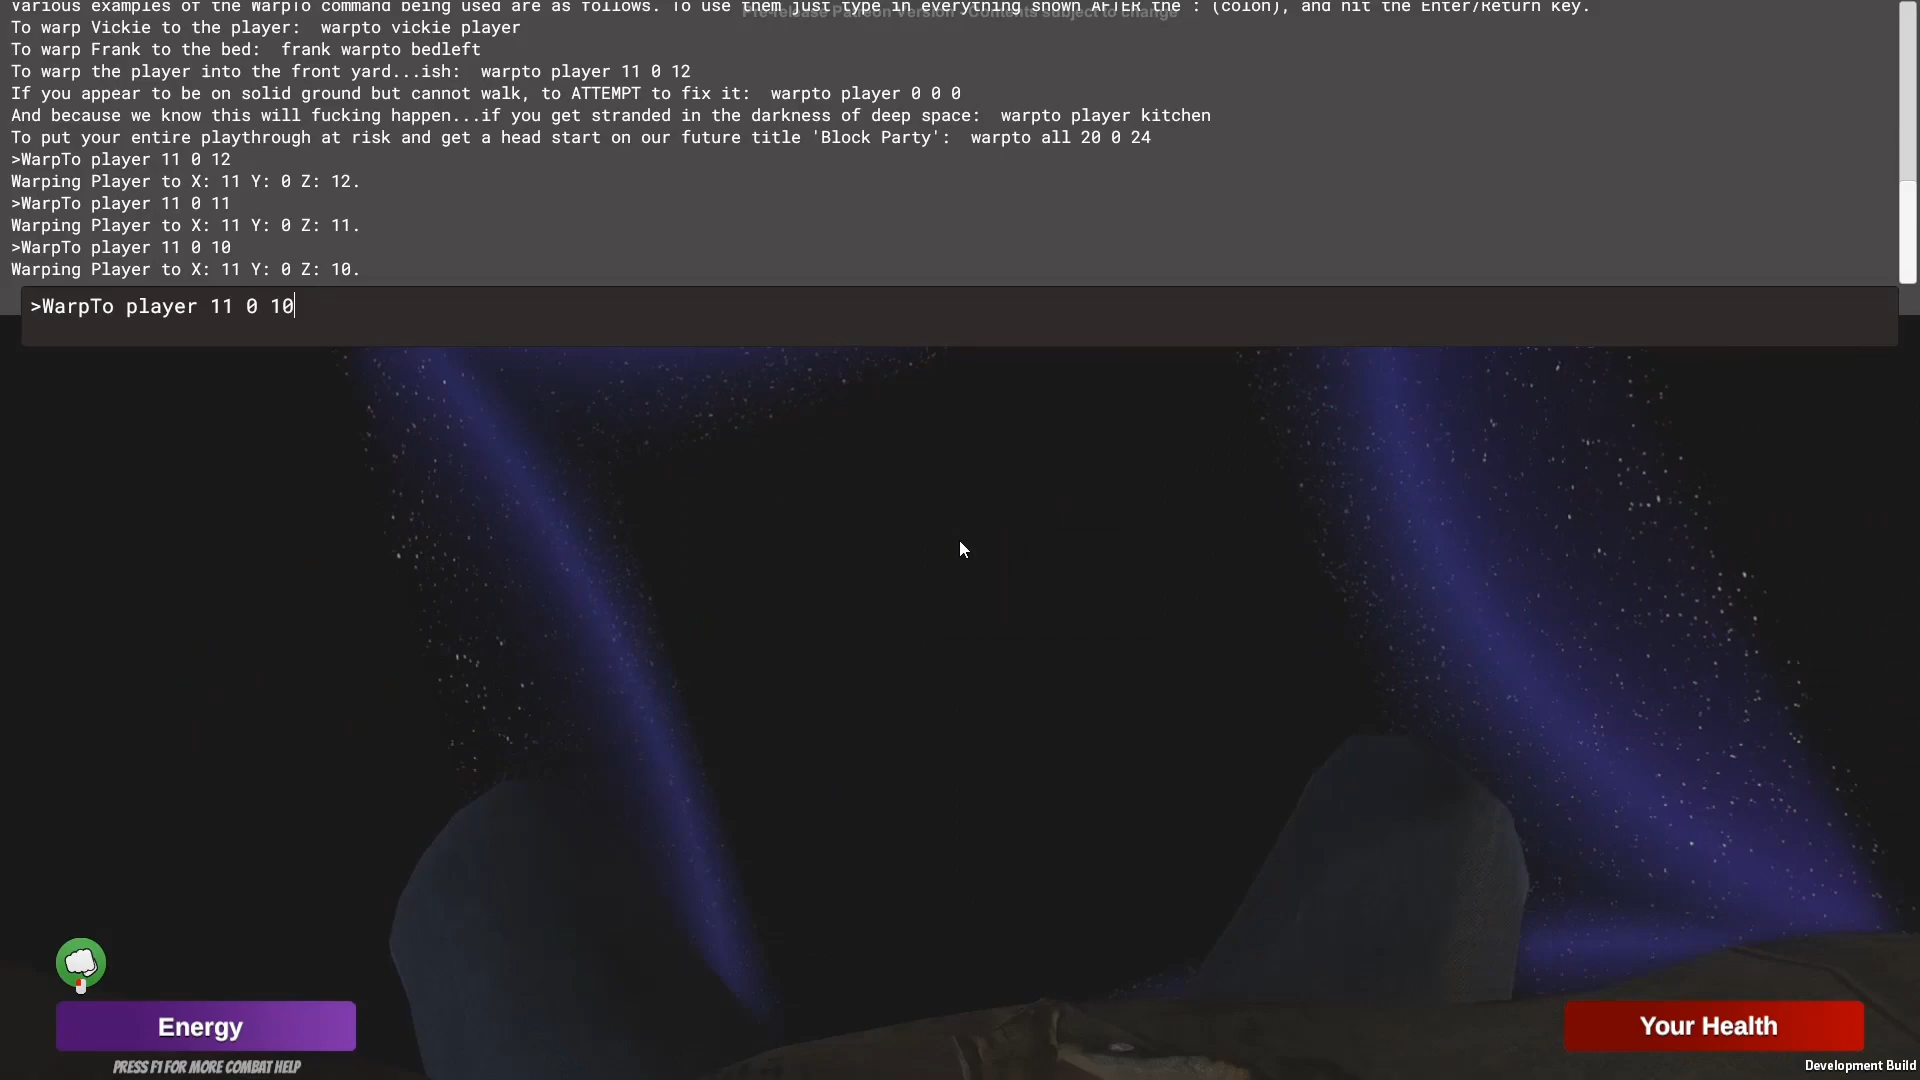 Various examples of the WarpTo command being used are as follows. To use them just type in everything shown AFTER the : (colon), and hit the Enter/Return key.
Pre-release Patreon Version - Contents subject to change
To warp Vickie to the player:  warpto vickie player
To warp Frank to the bed:  frank warpto bedleft
To warp the player into the front yard...ish:  warpto player 11 0 12
If you appear to be on solid ground but cannot walk, to ATTEMPT to fix it:  warpto player 0 0 0
And because we know this will fucking happen...if you get stranded in the darkness of deep space:  warpto player kitchen
To put your entire playthrough at risk and get a head start on our future title 'Block Party':  warpto all 20 0 24
>WarpTo player 11 0 12
Warping Player to X: 11 Y: 0 Z: 12.
>WarpTo player 11 0 11
Warping Player to X: 11 Y: 0 Z: 11.
>WarpTo player 11 0 10
Warping Player to X: 11 Y: 0 Z: 10.
>WarpTo player 11 0 10
Energy
PRESS F1 FOR MORE COMBAT HELP
Your Health
Development Build